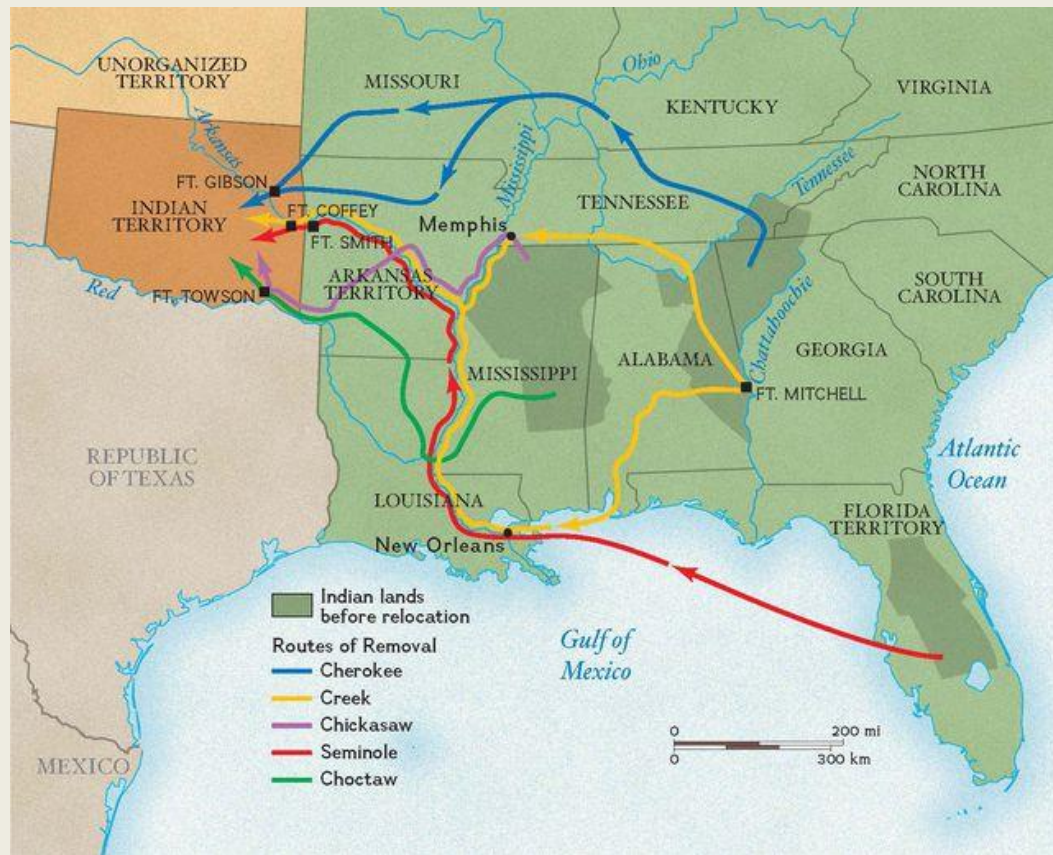 UNORGANIZED
TERRITORY
MISSOURI
Ohio
KENTUCKY
VIRGINIA
Arkansas
Mississippi
Tennessee
NORTH
CAROLINA
FT. GIBSON
INDIAN
TERRITORY
FT. COFFEY
FT. SMITH
Memphis
TENNESSEE
ARKANSAS
TERRITORY
SOUTH
CAROLINA
Red
FT. TOWSON
Chattahoochie
MISSISSIPPI
ALABAMA
GEORGIA
FT. MITCHELL
REPUBLIC
OF TEXAS
Atlantic
Ocean
LOUISIANA
FLORIDA
TERRITORY
New Orleans
Indian lands
before relocation
Routes of Removal
Cherokee
Creek
Chickasaw
Seminole
Choctaw
Gulf of
Mexico
0 200 mi
0 300 km
MEXICO